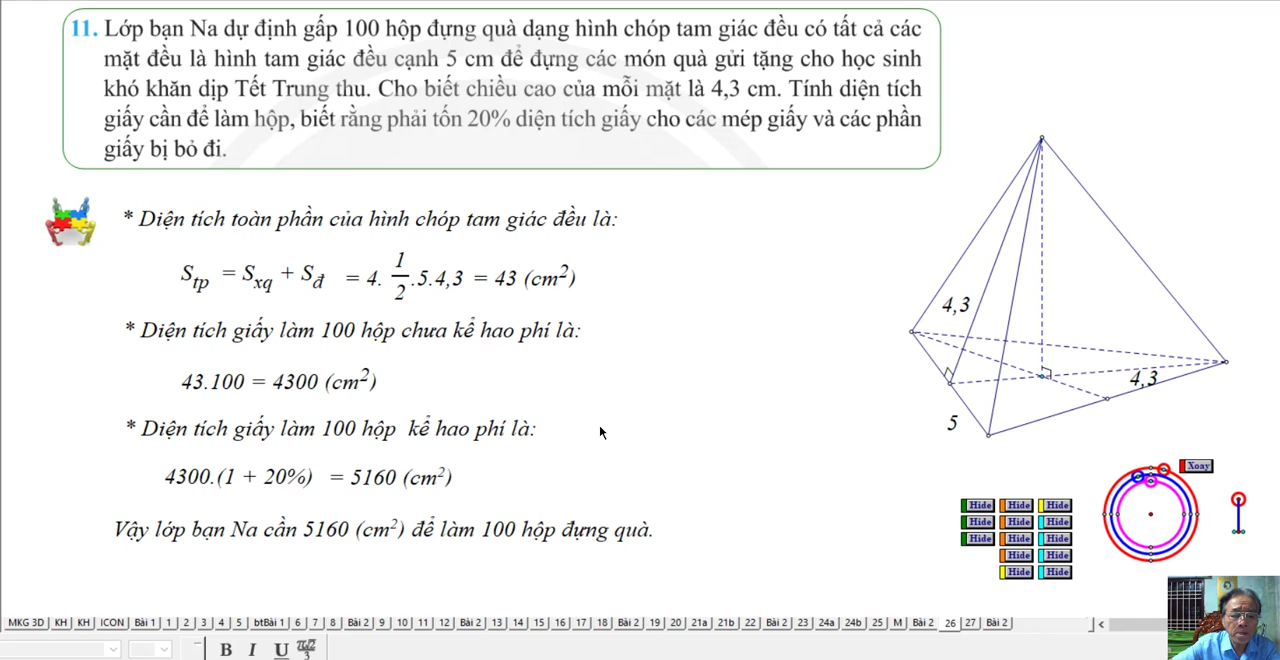 11. Lớp bạn Na dự định gấp 100 hộp đựng quà dạng hình chóp tam giác đều có tất cả các
mặt đều là hình tam giác đều cạnh 5 cm để đựng các món quà gửi tặng cho học sinh
khó khăn dịp Tết Trung thu. Cho biết chiều cao của mỗi mặt là 4,3 cm. Tính diện tích
giấy cần để làm hộp, biết rằng phải tốn 20% diện tích giấy cho các mép giấy và các phần
giấy bị bỏ đi.
* Diện tích toàn phần của hình chóp tam giác đều là:
S_tp = S_xq + S_đ = 4. 1/2 .5.4,3 = 43 (cm²)
* Diện tích giấy làm 100 hộp chưa kể hao phí là:
43.100 = 4300 (cm²)
* Diện tích giấy làm 100 hộp kể hao phí là:
4300.(1 + 20%) = 5160 (cm²)
Vậy lớp bạn Na cần 5160 (cm²) để làm 100 hộp đựng quà.
4,3
4,3
5
Xoay
Hide Hide Hide
Hide Hide Hide
Hide Hide Hide
Hide Hide
Hide Hide
MKG 3D KH KH ICON Bài 1 1 2 3 4 5 btBài 1 6 7 8 Bài 2 9 10 11 12 Bài 2 13 14 15 16 17 18 Bài 2 19 20 21a 21b 22 Bài 2 23 24a 24b 25 M Bài 2 26 27 Bài 2
B I U